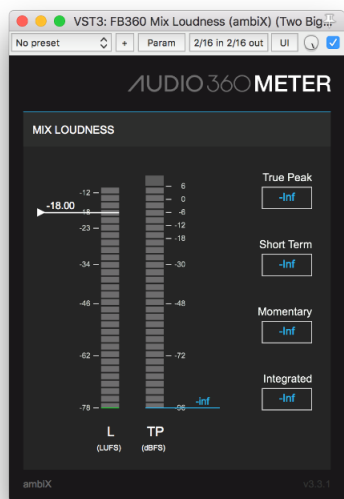 VST3: FB360 Mix Loudness (ambiX) (Two Big...
No preset + Param 2/16 in 2/16 out UI
AUDIO360METER
MIX LOUDNESS
True Peak
-Inf
Short Term
-Inf
Momentary
-Inf
Integrated
-Inf
-18.00
-12
-18
-23
-34
-46
-62
-78
6
0
-6
-12
-18
-30
-48
-72
-96
-inf
L
(LUFS)
TP
(dBFS)
ambiX
v3.3.1